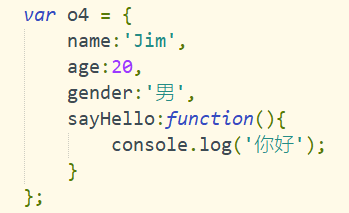 var o4 = {
    name:'Jim',
    age:20,
    gender:'男',
    sayHello:function(){
        console.log('你好');
    }
};